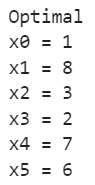 Optimal
x0 = 1
x1 = 8
x2 = 3
x3 = 2
x4 = 7
x5 = 6